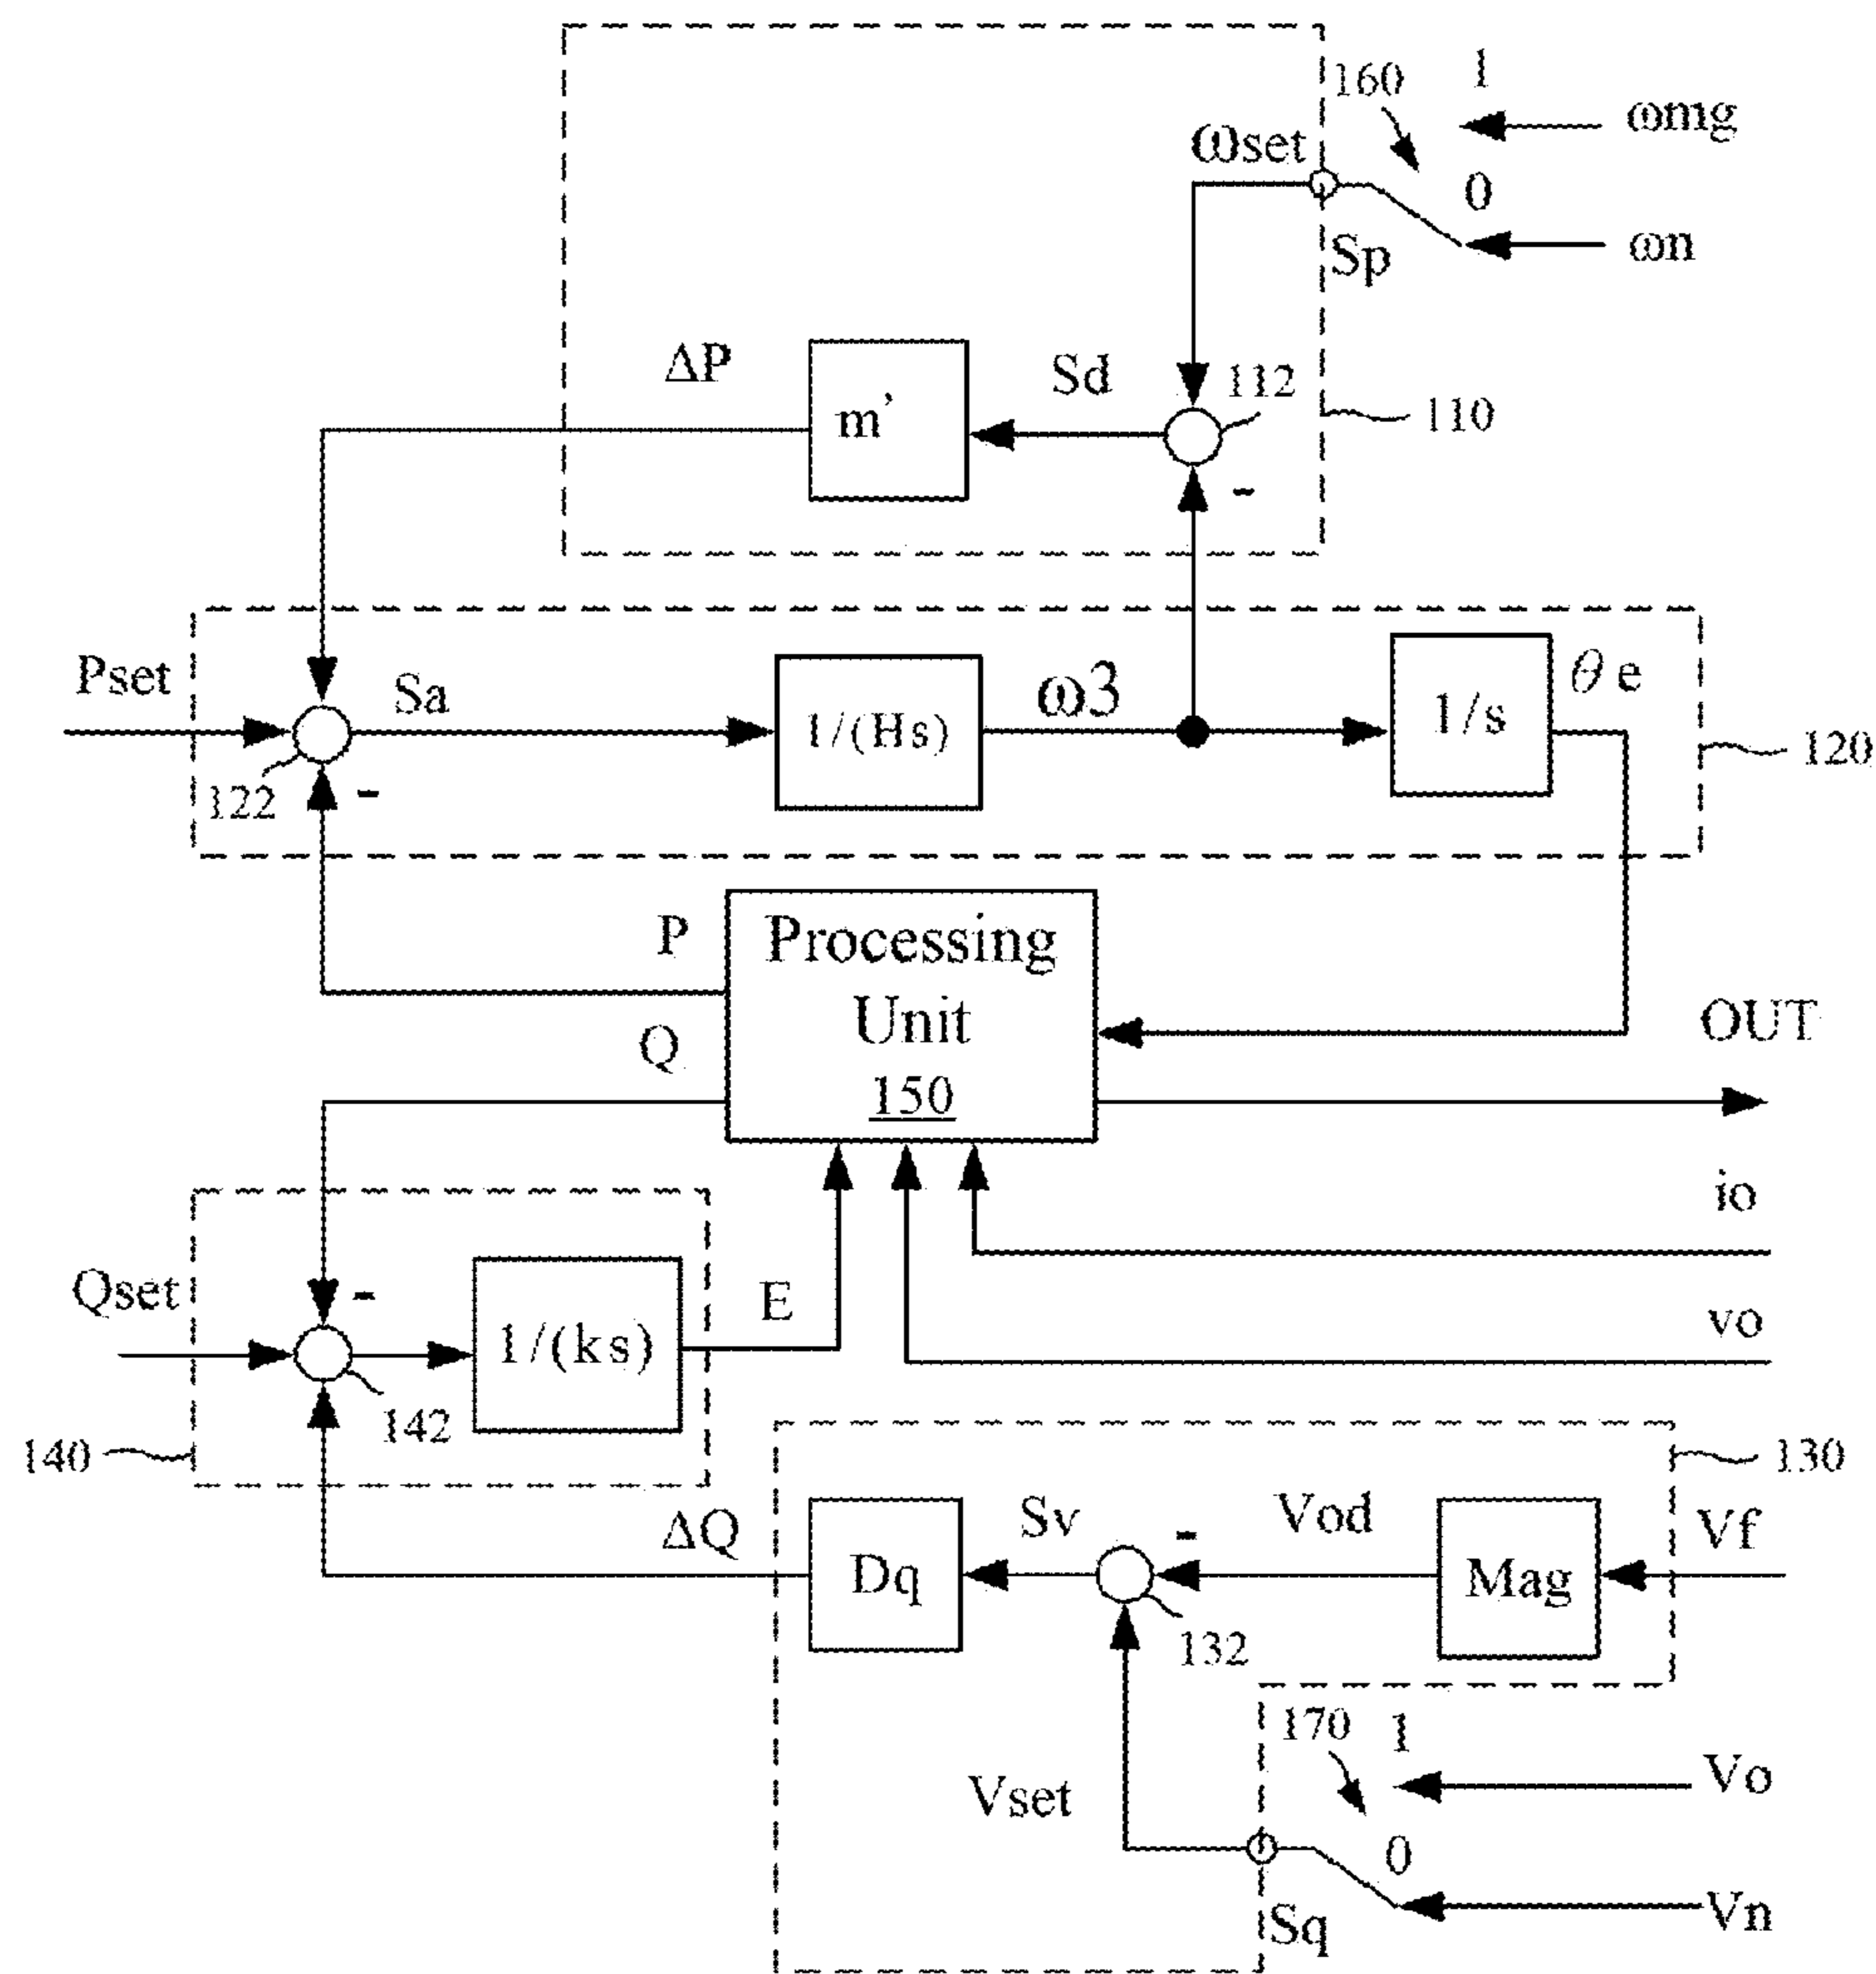 160
1
ωmg
ωset
0
Sp
ωn
ΔP
m'
Sd
112
110
-
Pset
Sa
1/(Hs)
ω3
1/s
θe
120
122
-
P
Processing
Unit
150
Q
OUT
io
Qset
-
1/(ks)
E
vo
142
140
130
ΔQ
Dq
Sv
-
Vod
Mag
Vf
132
170
1
Vo
Vset
0
Sq
Vn